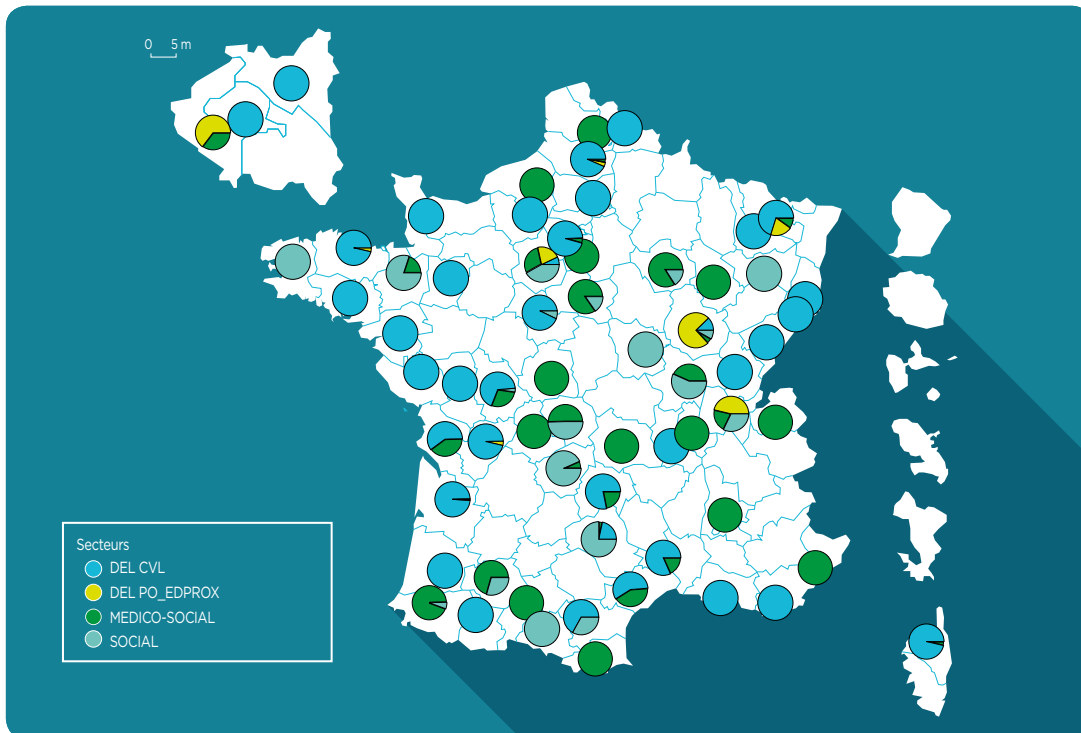 0 5 m
Secteurs
DEL CVL
DEL PO_EDPROX
MEDICO-SOCIAL
SOCIAL